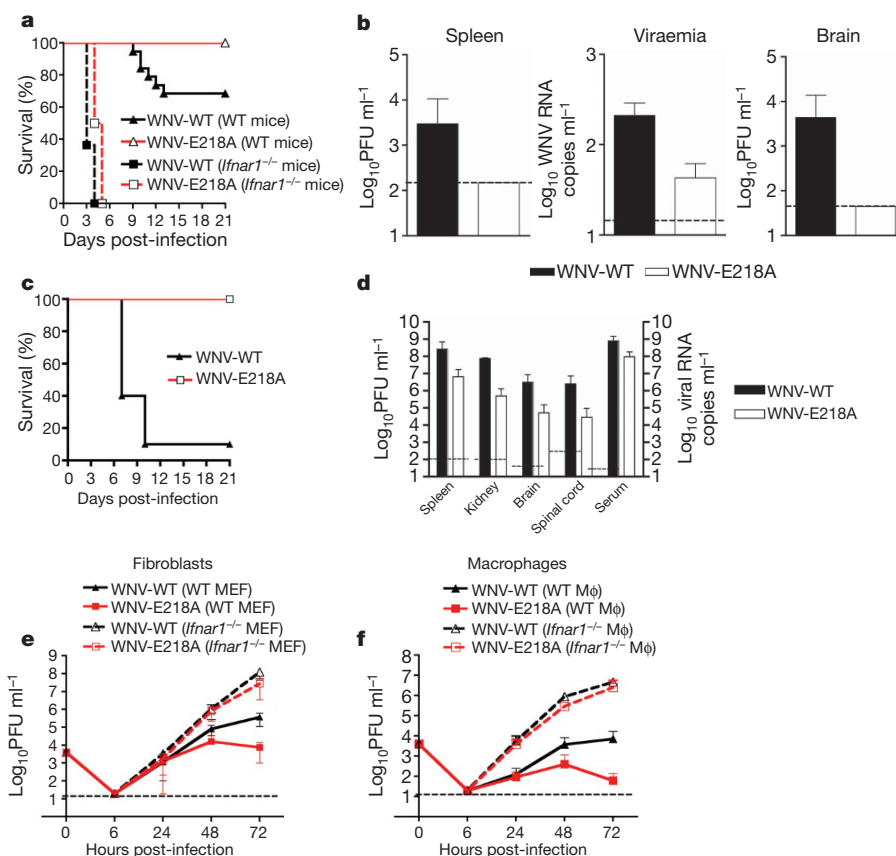 a
Survival (%)
100
80
60
40
20
0
WNV-WT (WT mice)
WNV-E218A (WT mice)
WNV-WT (Ifnar1–/– mice)
WNV-E218A (Ifnar1–/– mice)
0 3 6 9 12 15 18 21
Days post-infection
b
Spleen
Log10PFU ml–1
5
4
3
2
1
Viraemia
Log10 WNV RNA
copies ml–1
3
2
1
Brain
Log10PFU ml–1
5
4
3
2
1
WNV-WT WNV-E218A
c
Survival (%)
100
80
60
40
20
0
WNV-WT
WNV-E218A
0 3 6 9 12 15 18 21
Days post-infection
d
Log10PFU ml–1
10
9
8
7
6
5
4
3
2
1
10
9
8
7
6
5
4
3
2
1
Log10 viral RNA
copies ml–1
Spleen
Kidney
Brain
Spinal cord
Serum
WNV-WT
WNV-E218A
Fibroblasts
WNV-WT (WT MEF)
WNV-E218A (WT MEF)
WNV-WT (Ifnar1–/– MEF)
WNV-E218A (Ifnar1–/– MEF)
e
Log10PFU ml–1
9
8
7
6
5
4
3
2
1
0 6 24 48 72
Hours post-infection
Macrophages
WNV-WT (WT Mϕ)
WNV-E218A (WT Mϕ)
WNV-WT (Ifnar1–/– Mϕ)
WNV-E218A (Ifnar1–/– Mϕ)
f
Log10PFU ml–1
7
6
5
4
3
2
1
0 6 24 48 72
Hours post-infection